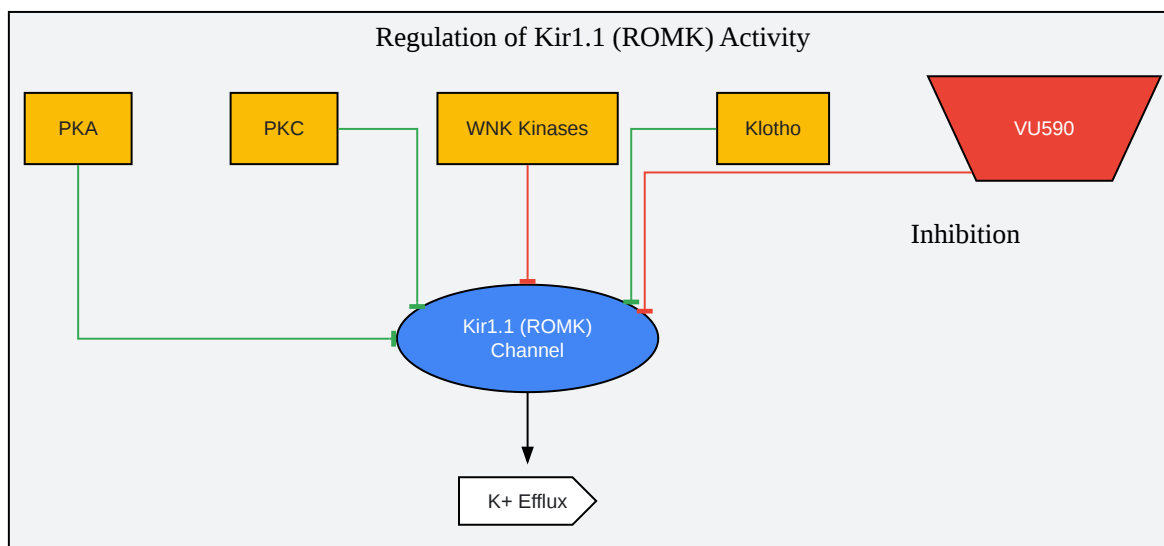 Regulation of Kir1.1 (ROMK) Activity
PKA
PKC
WNK Kinases
Klotho
VU590
Inhibition
Kir1.1 (ROMK)
Channel
K+ Efflux